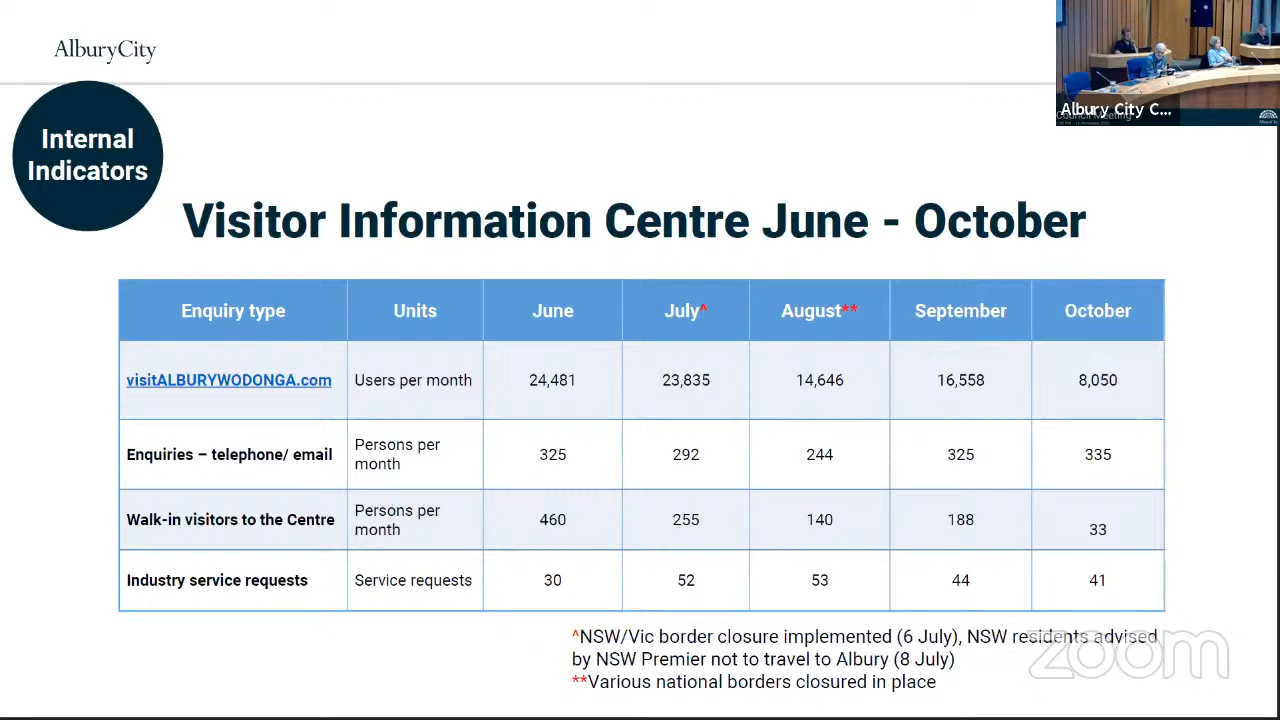 AlburyCity
Albury City C...
Council Meeting
Internal
Indicators
Visitor Information Centre June - October
Enquiry type Units June July^ August** September October
visitALBURYWODONGA.com Users per month 24,481 23,835 14,646 16,558 8,050
Enquiries – telephone/ email Persons per month 325 292 244 325 335
Walk-in visitors to the Centre Persons per month 460 255 140 188 33
Industry service requests Service requests 30 52 53 44 41
^NSW/Vic border closure implemented (6 July), NSW residents advised
by NSW Premier not to travel to Albury (8 July)
**Various national borders closured in place
zoom